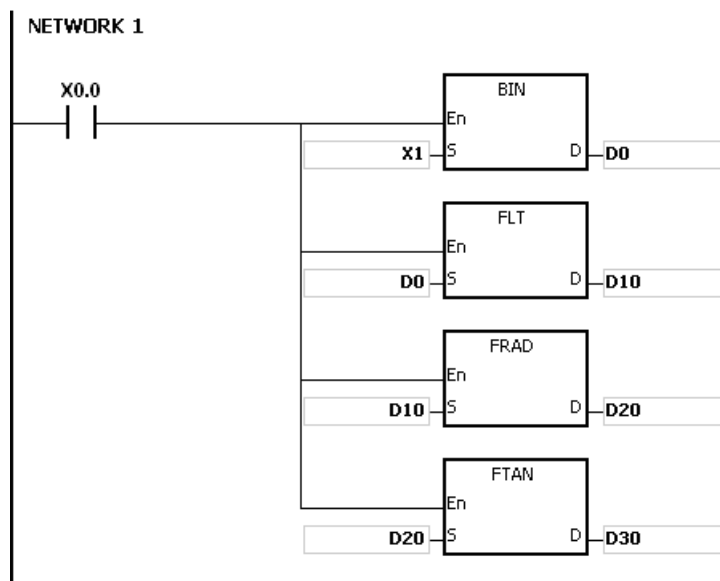 NETWORK 1
X0.0
BIN
En
X1 S D D0
FLT
En
D0 S D D10
FRAD
En
D10 S D D20
FTAN
En
D20 S D D30